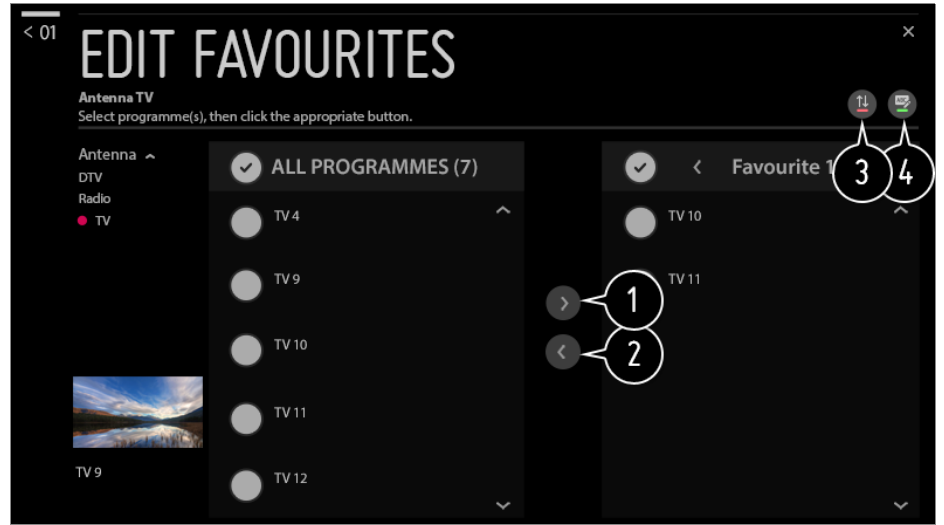 < 01
EDIT FAVOURITES
Antenna TV
Select programme(s), then click the appropriate button.
Antenna
DTV
Radio
TV
ALL PROGRAMMES (7)
TV 4
TV 9
TV 10
TV 11
TV 12
Favourite 1
TV 10
TV 11
ABC
1
2
3
4
TV 9